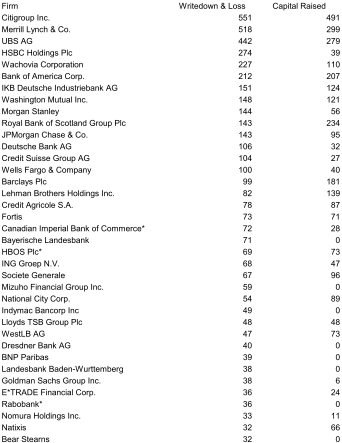 Firm Writedown & Loss Capital Raised
Citigroup Inc. 551 491
Merrill Lynch & Co. 518 299
UBS AG 442 279
HSBC Holdings Plc 274 39
Wachovia Corporation 227 110
Bank of America Corp. 212 207
IKB Deutsche Industriebank AG 151 124
Washington Mutual Inc. 148 121
Morgan Stanley 144 56
Royal Bank of Scotland Group Plc 143 234
JPMorgan Chase & Co. 143 95
Deutsche Bank AG 106 32
Credit Suisse Group AG 104 27
Wells Fargo & Company 100 40
Barclays Plc 99 181
Lehman Brothers Holdings Inc. 82 139
Credit Agricole S.A. 78 87
Fortis 73 71
Canadian Imperial Bank of Commerce* 72 28
Bayerische Landesbank 71 0
HBOS Plc* 69 73
ING Groep N.V. 68 47
Societe Generale 67 96
Mizuho Financial Group Inc. 59 0
National City Corp. 54 89
Indymac Bancorp Inc 49 0
Lloyds TSB Group Plc 48 48
WestLB AG 47 73
Dresdner Bank AG 40 0
BNP Paribas 39 0
Landesbank Baden-Wurttemberg 38 0
Goldman Sachs Group Inc. 38 6
E*TRADE Financial Corp. 36 24
Rabobank* 36 0
Nomura Holdings Inc. 33 11
Natixis 32 66
Bear Stearns 32 0